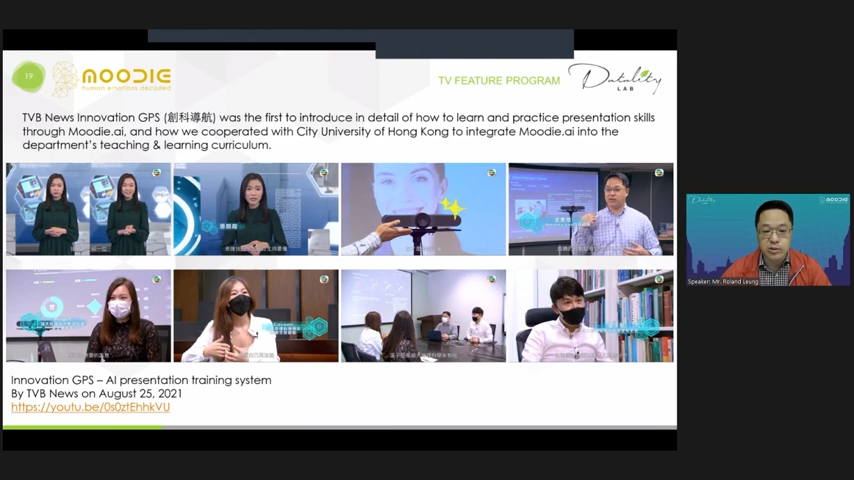 19
MOODIE
human emotions decoded
TV FEATURE PROGRAM
Datality
LAB
TVB News Innovation GPS (創科導航) was the first to introduce in detail of how to learn and practice presentation skills
through Moodie.ai, and how we cooperated with City University of Hong Kong to integrate Moodie.ai into the
department's teaching & learning curriculum.
Innovation GPS – AI presentation training system
By TVB News on August 25, 2021
https://youtu.be/0s0ztEhhkVU
Datality
MOODIE
Speaker: Mr. Roland Leung